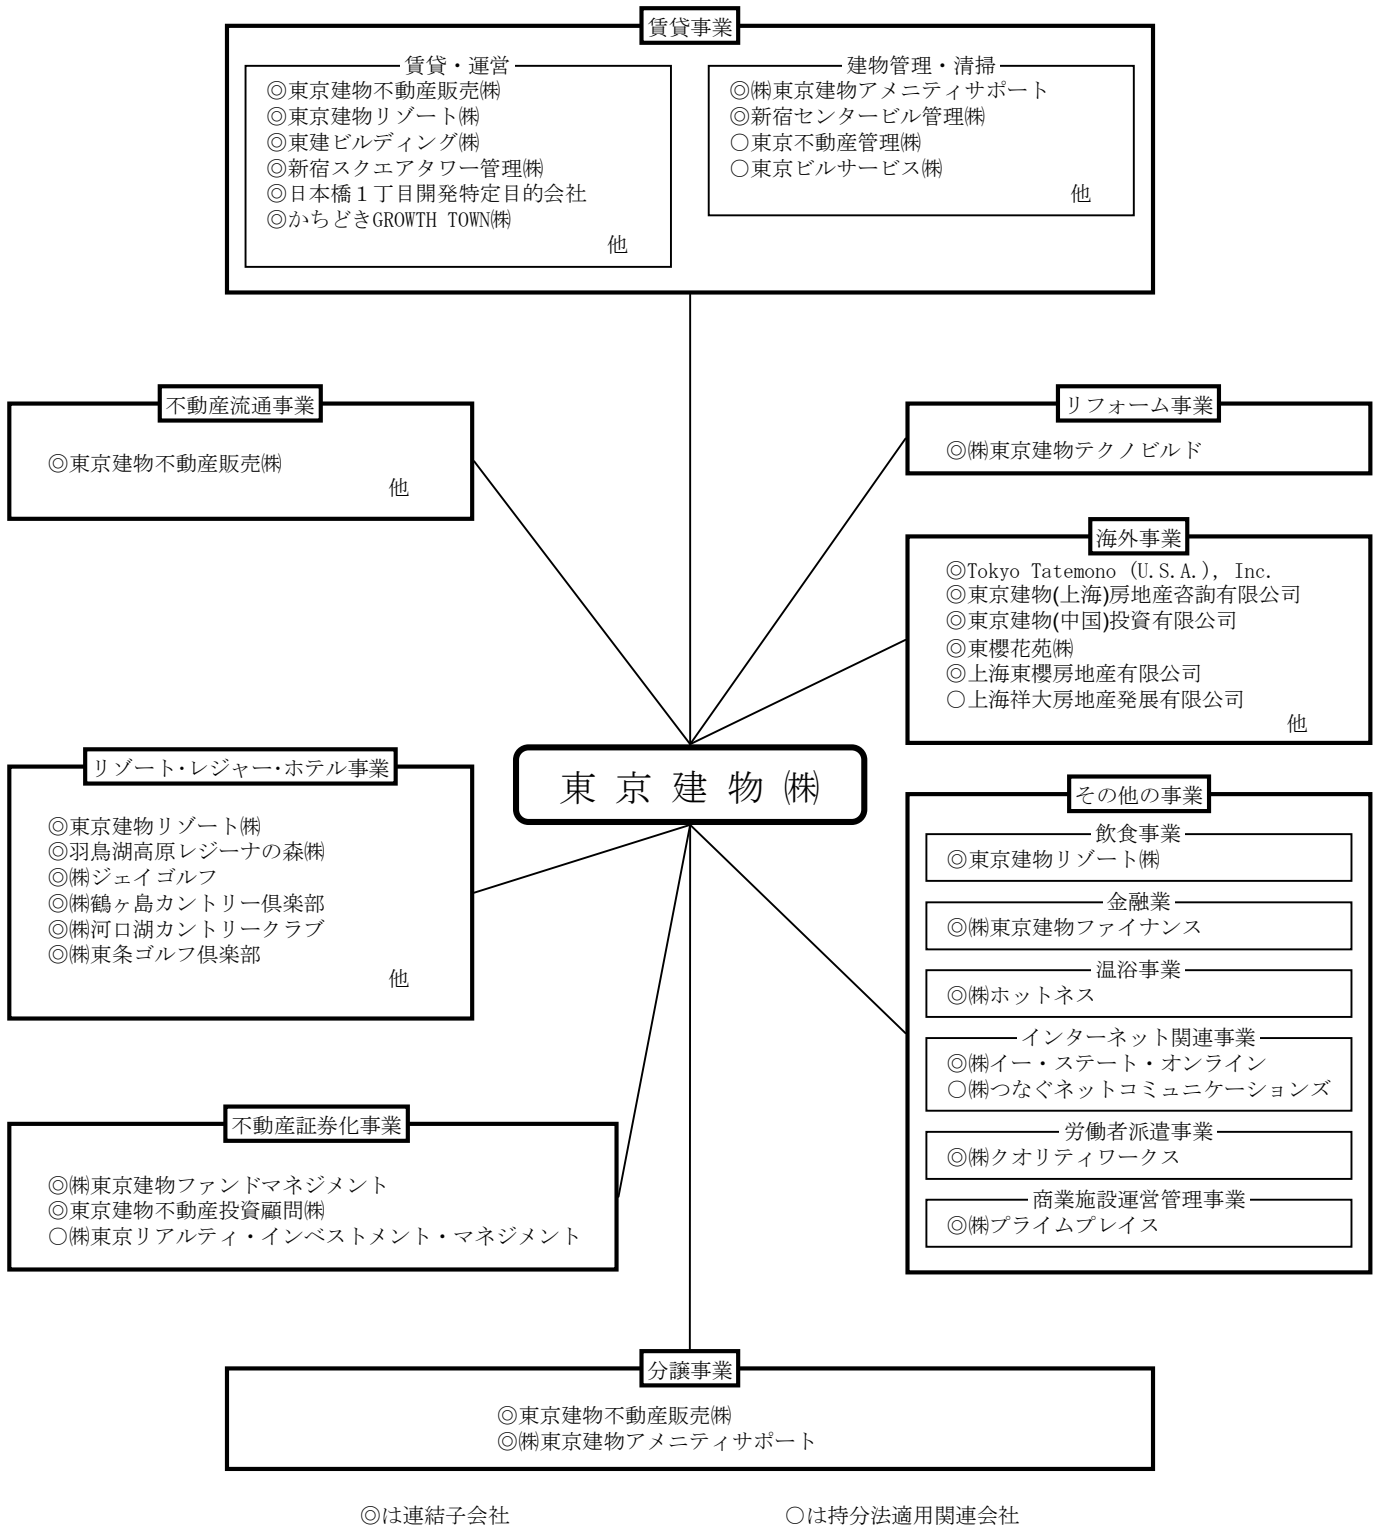 賃貸事業
賃貸・運営
◎東京建物不動産販売㈱
◎東京建物リゾート㈱
◎東建ビルディング㈱
◎新宿スクエアタワー管理㈱
◎日本橋１丁目開発特定目的会社
◎かちどきGROWTH TOWN㈱
他
建物管理・清掃
◎㈱東京建物アメニティサポート
◎新宿センタービル管理㈱
○東京不動産管理㈱
○東京ビルサービス㈱
他
不動産流通事業
◎東京建物不動産販売㈱
他
リフォーム事業
◎㈱東京建物テクノビルド
海外事業
◎Tokyo Tatemono (U.S.A.), Inc.
◎東京建物(上海)房地産咨詢有限公司
◎東京建物(中国)投資有限公司
◎東櫻花苑㈱
◎上海東櫻房地産有限公司
○上海祥大房地産発展有限公司
他
東京建物㈱
リゾート・レジャー・ホテル事業
◎東京建物リゾート㈱
◎羽鳥湖高原レジーナの森㈱
◎㈱ジェイゴルフ
◎㈱鶴ヶ島カントリー倶楽部
◎㈱河口湖カントリークラブ
◎㈱東条ゴルフ倶楽部
他
その他の事業
飲食事業
◎東京建物リゾート㈱
金融業
◎㈱東京建物ファイナンス
温浴事業
◎㈱ホットネス
インターネット関連事業
◎㈱イー・ステート・オンライン
○㈱つなぐネットコミュニケーションズ
労働者派遣事業
◎㈱クオリティワークス
商業施設運営管理事業
◎㈱プライムプレイス
不動産証券化事業
◎㈱東京建物ファンドマネジメント
◎東京建物不動産投資顧問㈱
○㈱東京リアルティ・インベストメント・マネジメント
分譲事業
◎東京建物不動産販売㈱
◎㈱東京建物アメニティサポート
◎は連結子会社
○は持分法適用関連会社